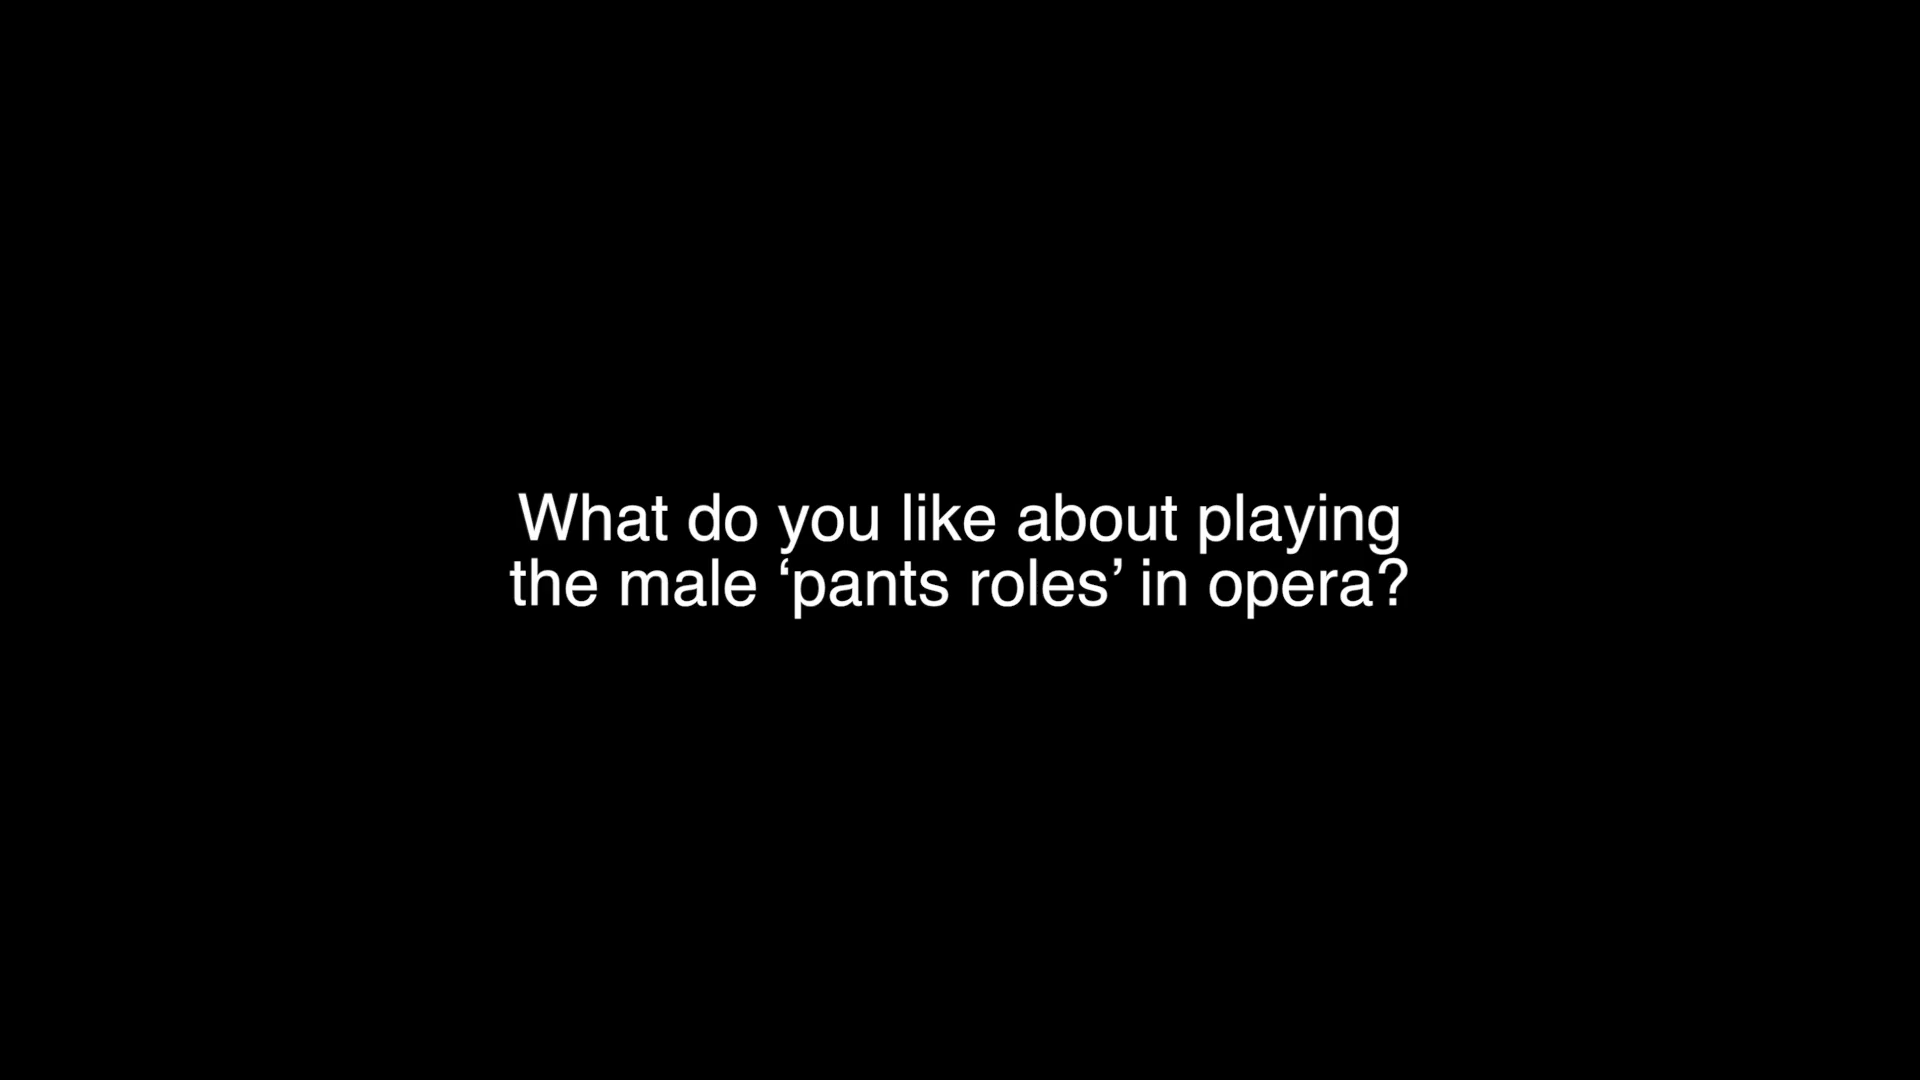 What do you like about playing
the male ‘pants roles’ in opera?